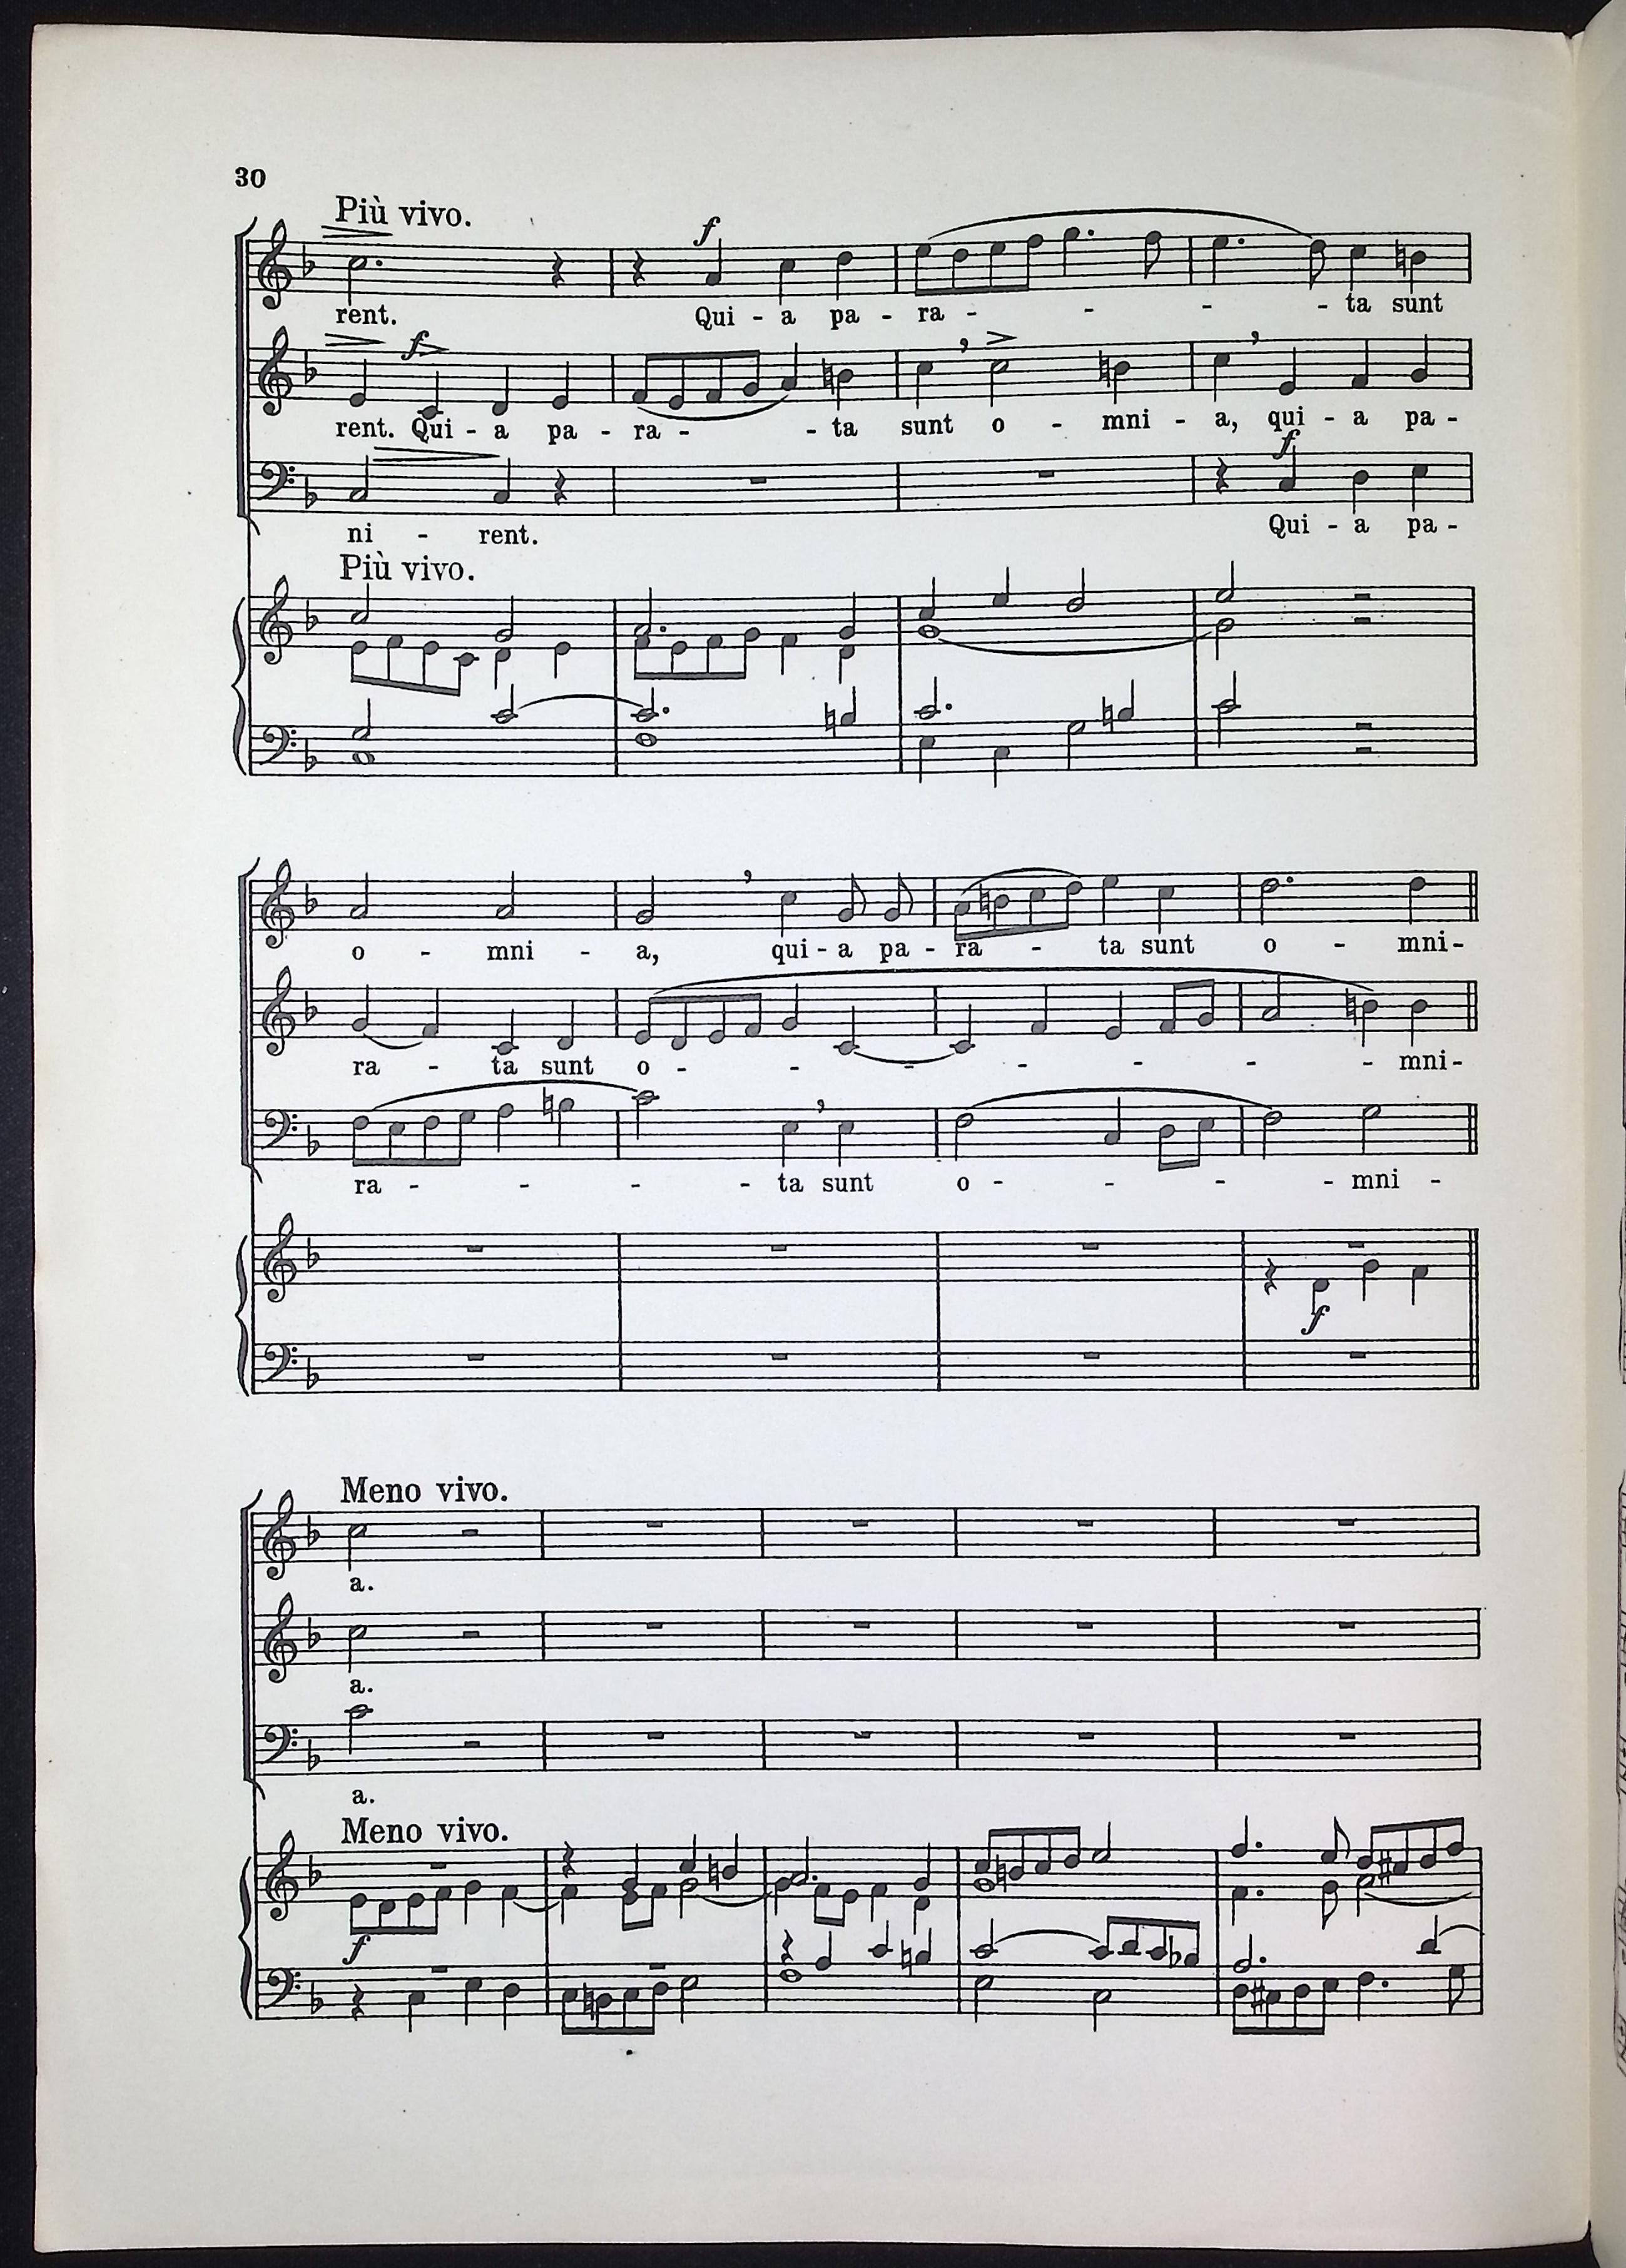 30
Più vivo.
f
rent. Qui - a pa - ra - - - - ta sunt
f
rent. Qui - a pa - ra - - ta sunt o - mni - a, qui - a pa -
f
ni - rent. Qui - a pa -
Più vivo.
o - mni - a, qui - a pa - ra - ta sunt o - mni -
ra - ta sunt o - - - - - - - mni -
ra - - - - ta sunt o - - - - mni -
f
Meno vivo.
a.
a.
a.
Meno vivo.
f